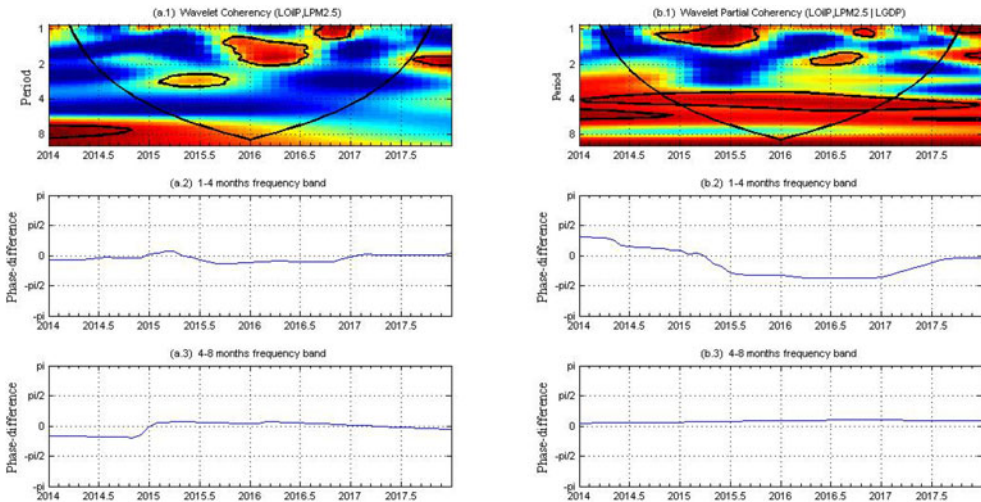 (a.1) Wavelet Coherency (LOilP,LPM2.5)
Period
1
2
4
8
2014 2014.5 2015 2015.5 2016 2016.5 2017 2017.5
(b.1) Wavelet Partial Coherency (LOilP,LPM2.5 | LGDP)
Period
1
2
4
8
2014 2014.5 2015 2015.5 2016 2016.5 2017 2017.5
(a.2) 1-4 months frequency band
Phase-difference
pi
pi/2
0
-pi/2
-pi
2014 2014.5 2015 2015.5 2016 2016.5 2017 2017.5
(b.2) 1-4 months frequency band
Phase-difference
pi
pi/2
0
-pi/2
-pi
2014 2014.5 2015 2015.5 2016 2016.5 2017 2017.5
(a.3) 4-8 months frequency band
Phase-difference
pi
pi/2
0
-pi/2
-pi
2014 2014.5 2015 2015.5 2016 2016.5 2017 2017.5
(b.3) 4-8 months frequency band
Phase-difference
pi
pi/2
0
-pi/2
-pi
2014 2014.5 2015 2015.5 2016 2016.5 2017 2017.5